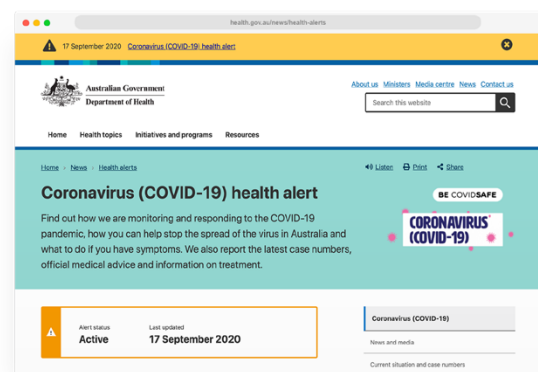 health.gov.au/news/health-alerts
17 September 2020 Coronavirus (COVID-19) health alert
Australian Government
Department of Health
About us Ministers Media centre News Contact us
Search this website
Home Health topics Initiatives and programs Resources
Home › News › Health alerts
Listen Print Share
Coronavirus (COVID-19) health alert
Find out how we are monitoring and responding to the COVID-19
pandemic, how you can help stop the spread of the virus in Australia and
what to do if you have symptoms. We also report the latest case numbers,
official medical advice and information on treatment.
BE COVIDSAFE
CORONAVIRUS
(COVID-19)
Alert status
Active
Last updated
17 September 2020
Coronavirus (COVID-19)
News and media
Current situation and case numbers